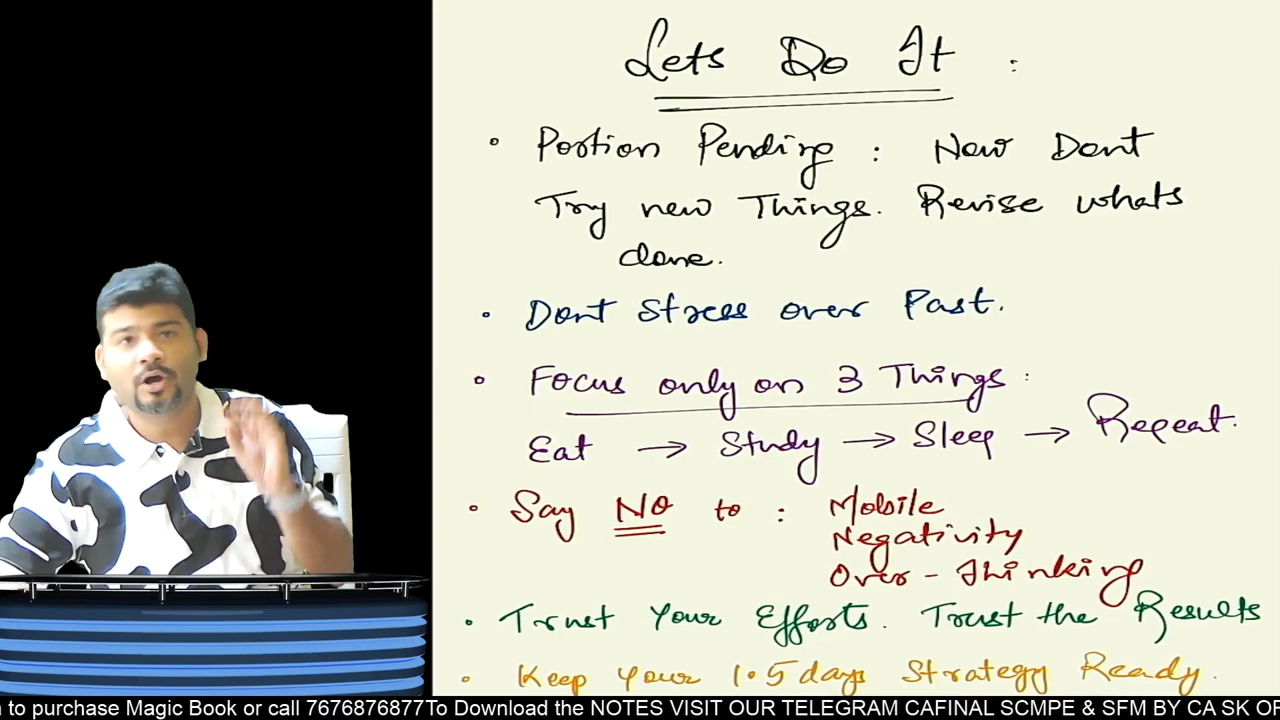 Lets Do It :
• Portion Pending : Now Dont
Try new Things. Revise whats
done.
• Dont Stress over Past.
• Focus only on 3 Things :
Eat → Study → Sleep → Repeat.
• Say NO to : Mobile
Negativity
Over - Thinking
• Trust Your Efforts. Trust the Results
• Keep your 1.5 days Strategy Ready.
n to purchase Magic Book or call 7676876877To Download the NOTES VISIT OUR TELEGRAM CAFINAL SCMPE & SFM BY CA SK OR